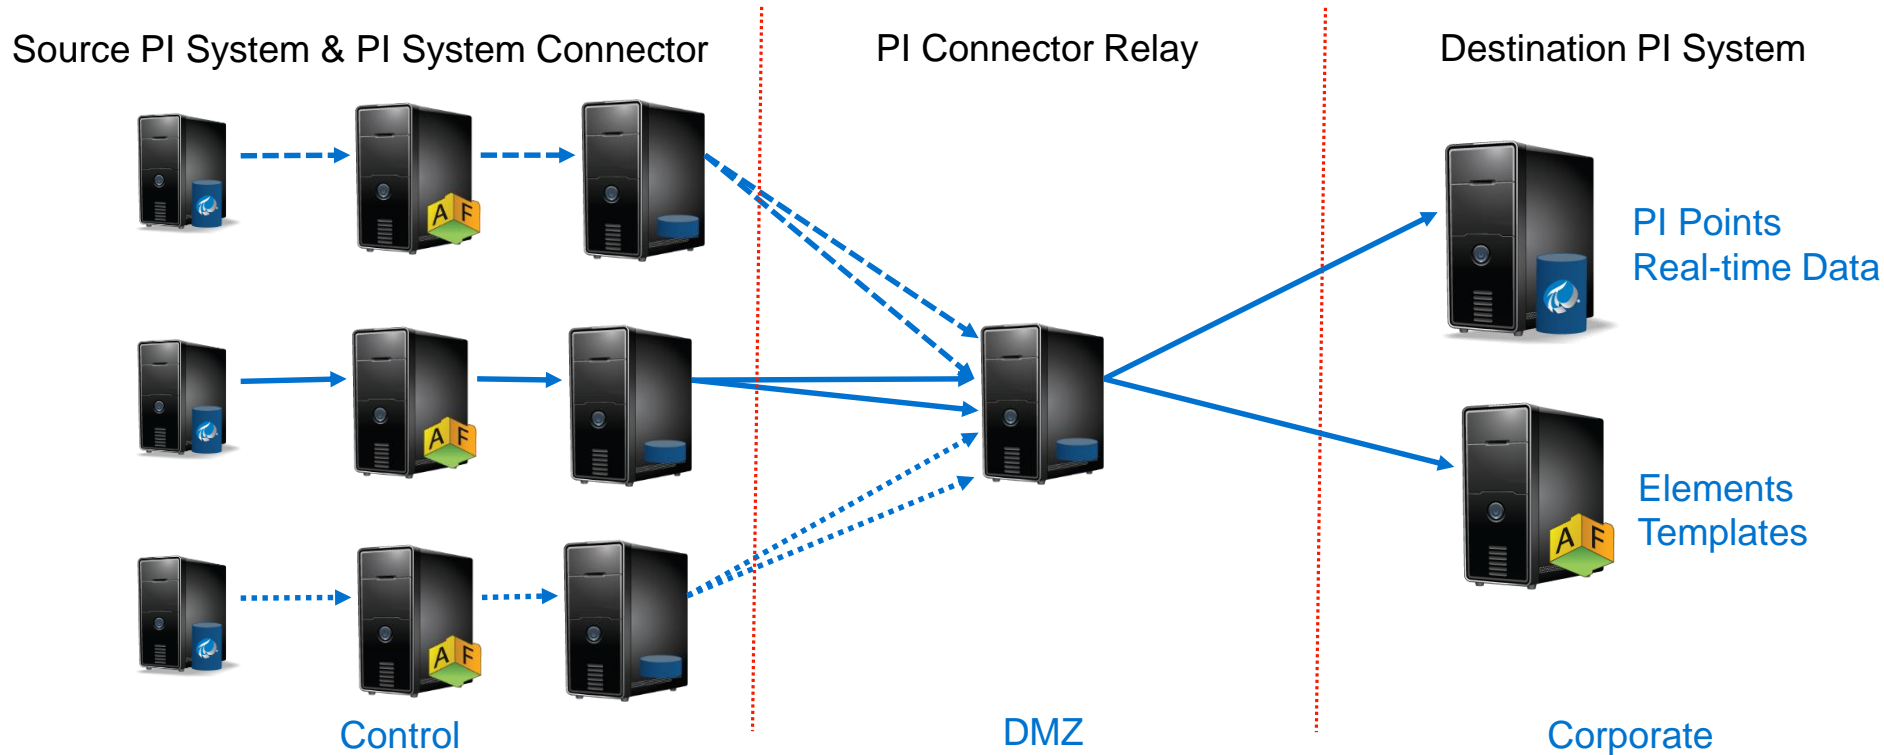 Source PI System & PI System Connector
PI Connector Relay
Destination PI System
A F
A F
A F
PI Points
Real-time Data
A F
Elements
Templates
Control
DMZ
Corporate